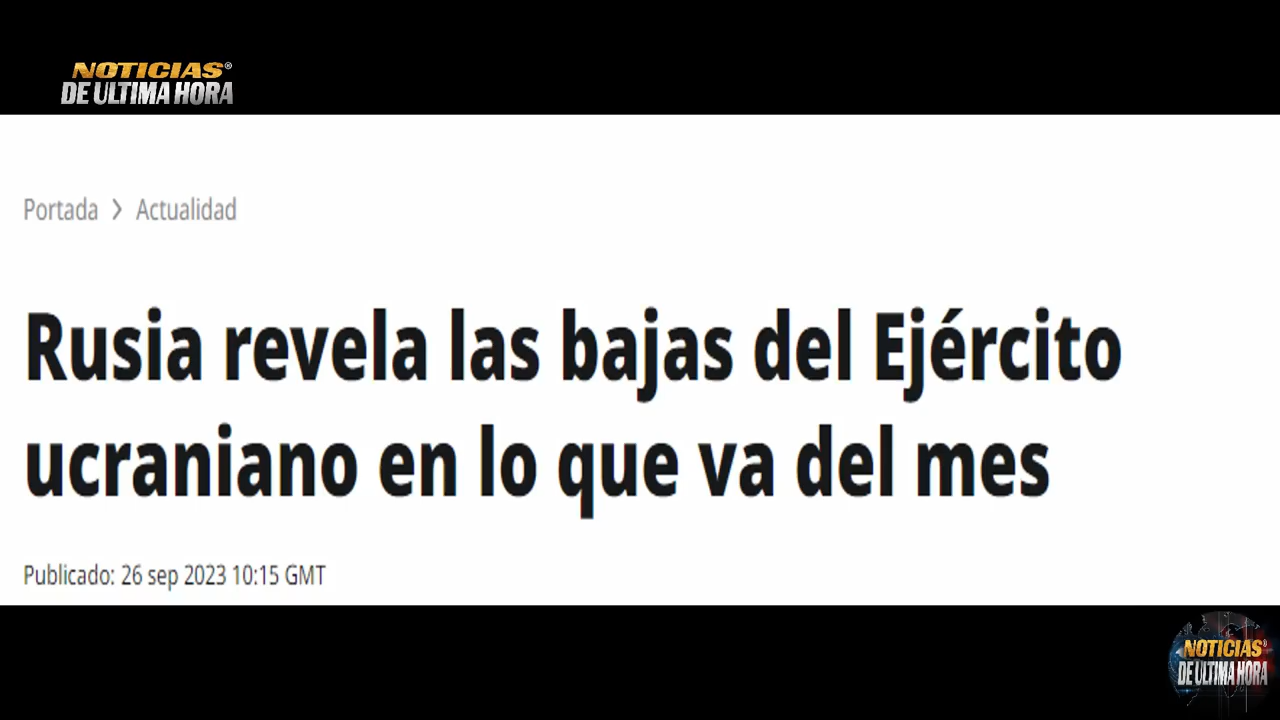 NOTICIAS®
DE ULTIMA HORA
Portada > Actualidad
Rusia revela las bajas del Ejército
ucraniano en lo que va del mes
Publicado: 26 sep 2023 10:15 GMT
NOTICIAS®
DE ULTIMA HORA